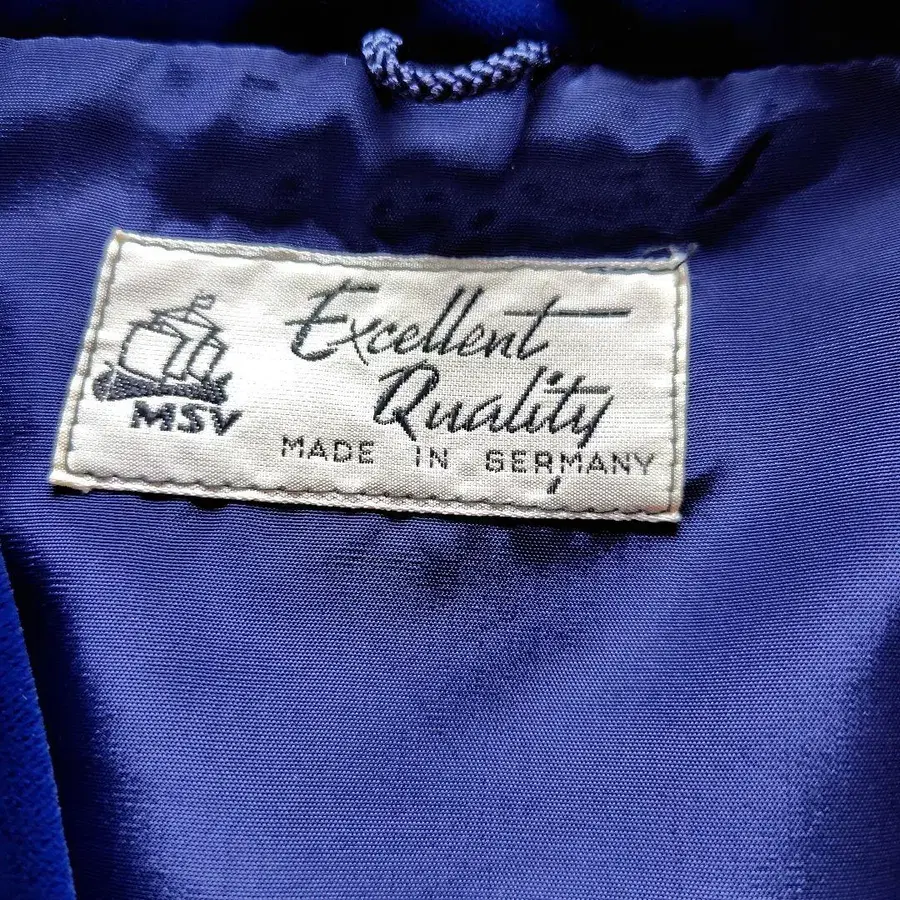 Excellent
Quality
MSV
MADE IN GERMANY